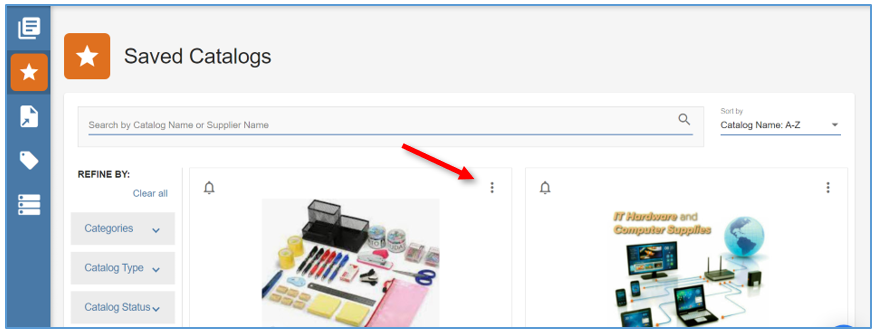 Saved Catalogs
Search by Catalog Name or Supplier Name
Sort by
Catalog Name: A-Z
REFINE BY:
Clear all
Categories
Catalog Type
Catalog Status
IT Hardware and
Computer Supplies